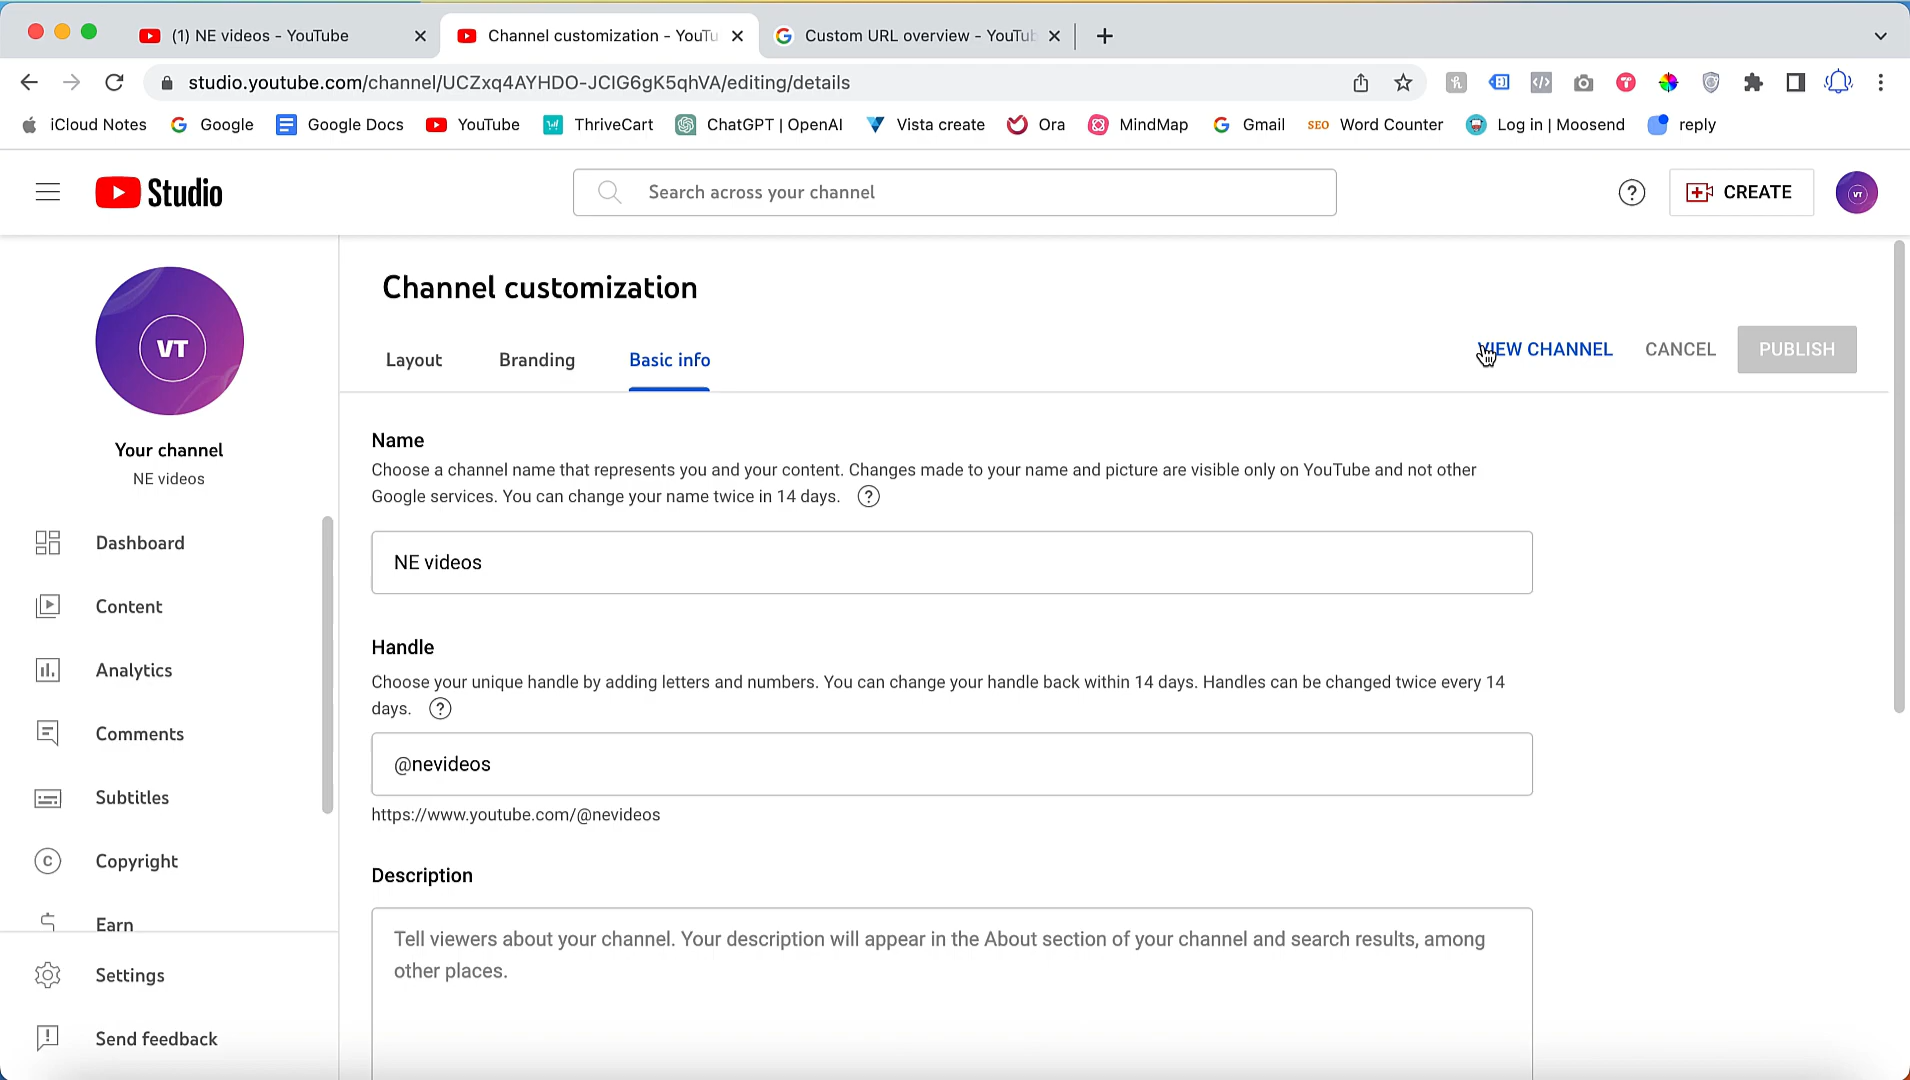 (1) NE videos - YouTube
Channel customization - YouTu
Custom URL overview - YouTub
studio.youtube.com/channel/UCZxq4AYHDO-JCIG6gK5qhVA/editing/details
iCloud Notes
Google
Google Docs
YouTube
ThriveCart
ChatGPT | OpenAI
Vista create
Ora
MindMap
Gmail
SEO Word Counter
Log in | Moosend
reply
Studio
Search across your channel
CREATE
VT
VT
Your channel
NE videos
Dashboard
Content
Analytics
Comments
Subtitles
Copyright
Earn
Settings
Send feedback
Channel customization
Layout
Branding
Basic info
VIEW CHANNEL
CANCEL
PUBLISH
Name
Choose a channel name that represents you and your content. Changes made to your name and picture are visible only on YouTube and not other
Google services. You can change your name twice in 14 days.
NE videos
Handle
Choose your unique handle by adding letters and numbers. You can change your handle back within 14 days. Handles can be changed twice every 14
days.
@nevideos
https://www.youtube.com/@nevideos
Description
Tell viewers about your channel. Your description will appear in the About section of your channel and search results, among
other places.